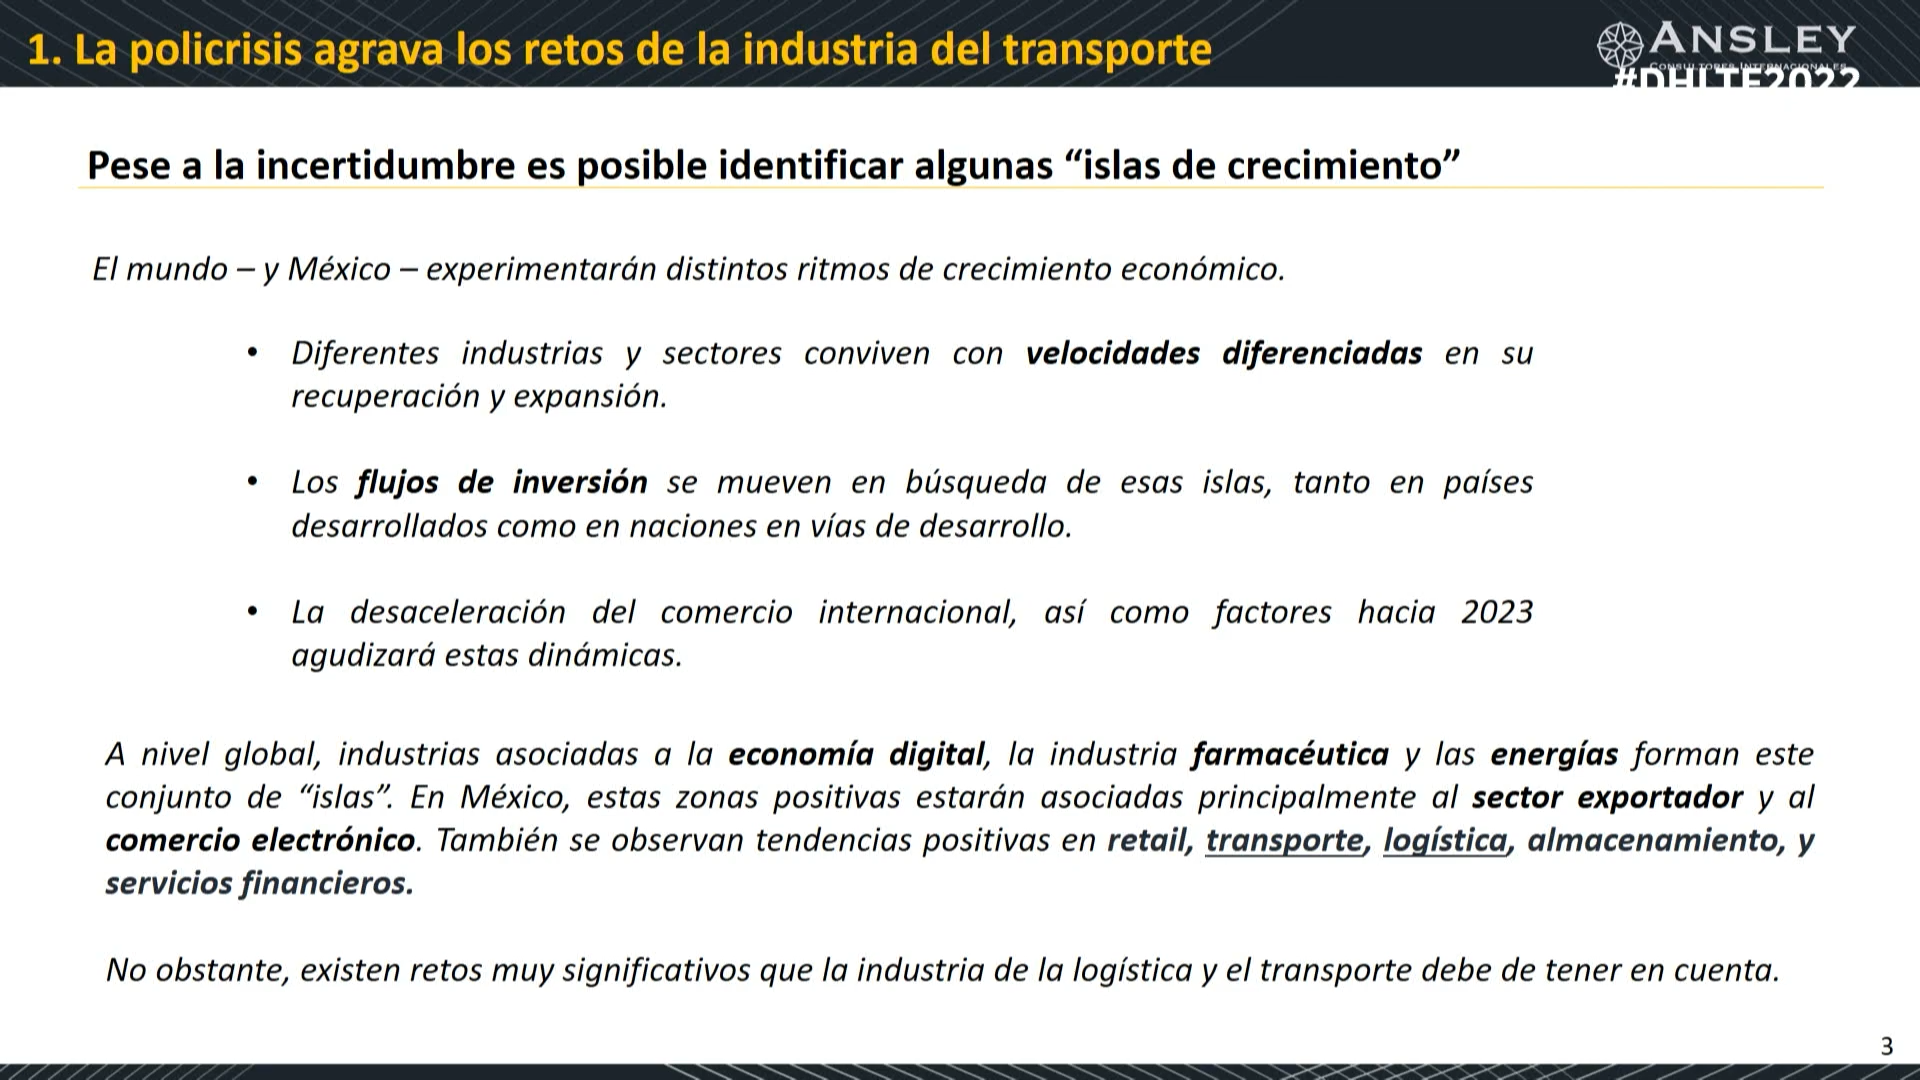 1. La policrisis agrava los retos de la industria del transporte
ANSLEY
CONSULTORES INTERNACIONALES
#DHLTF2022
Pese a la incertidumbre es posible identificar algunas “islas de crecimiento”
El mundo – y México – experimentarán distintos ritmos de crecimiento económico.
• Diferentes industrias y sectores conviven con velocidades diferenciadas en su
recuperación y expansión.
• Los flujos de inversión se mueven en búsqueda de esas islas, tanto en países
desarrollados como en naciones en vías de desarrollo.
• La desaceleración del comercio internacional, así como factores hacia 2023
agudizará estas dinámicas.
A nivel global, industrias asociadas a la economía digital, la industria farmacéutica y las energías forman este
conjunto de “islas”. En México, estas zonas positivas estarán asociadas principalmente al sector exportador y al
comercio electrónico. También se observan tendencias positivas en retail, transporte, logística, almacenamiento, y
servicios financieros.
No obstante, existen retos muy significativos que la industria de la logística y el transporte debe de tener en cuenta.
3